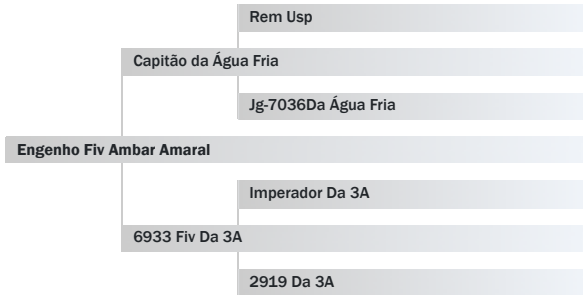 Rem Usp
Capitão da Água Fria
Jg-7036Da Água Fria
Engenho Fiv Ambar Amaral
Imperador Da 3A
6933 Fiv Da 3A
2919 Da 3A